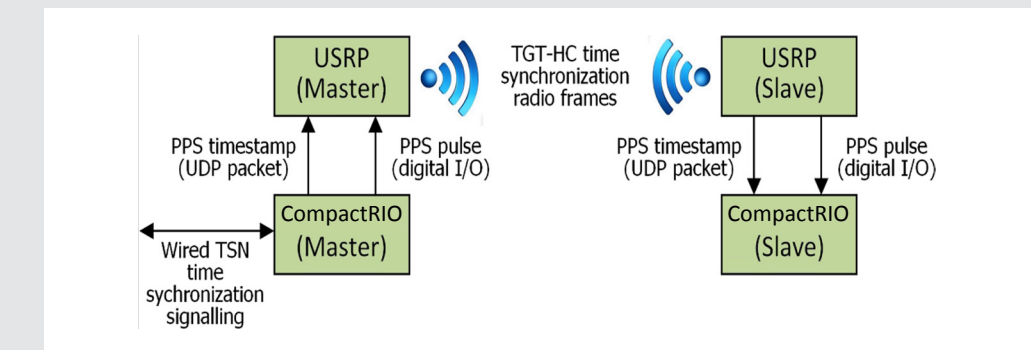 USRP
(Master)
TGT-HC time
synchronization
radio frames
USRP
(Slave)
PPS timestamp
(UDP packet)
PPS pulse
(digital I/O)
PPS timestamp
(UDP packet)
PPS pulse
(digital I/O)
CompactRIO
(Master)
CompactRIO
(Slave)
Wired TSN
time
sychronization
signalling